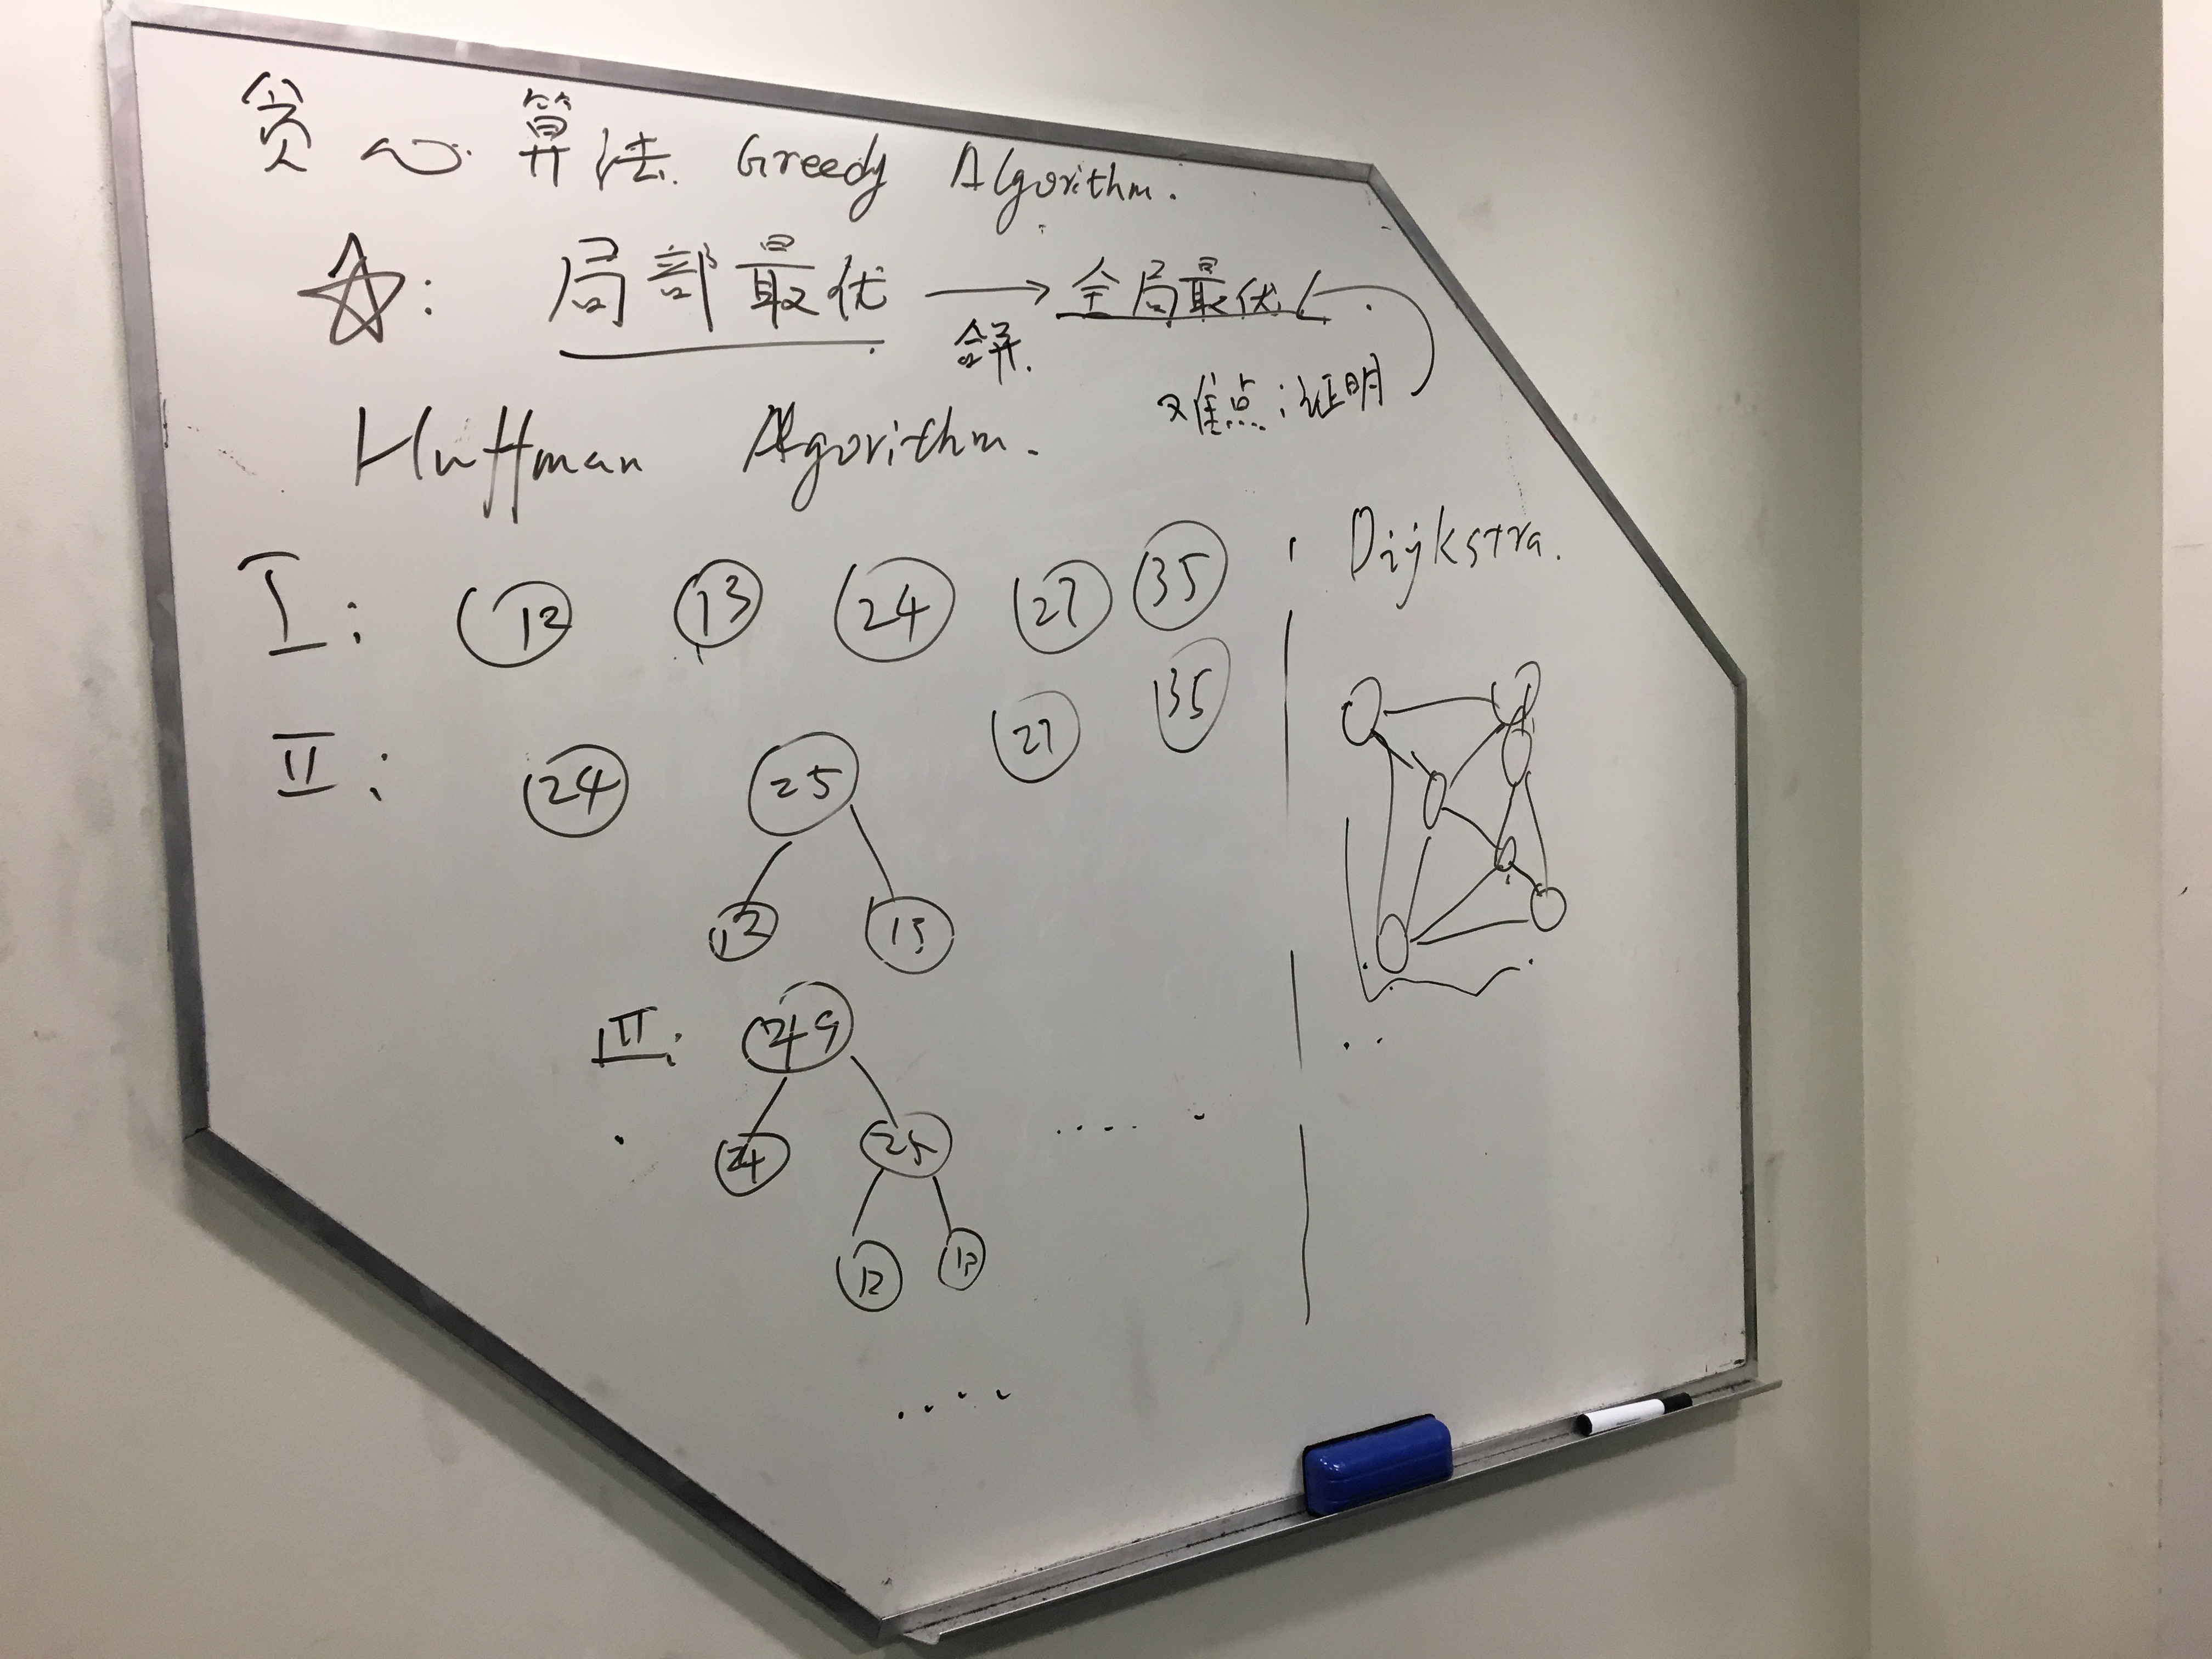 贪心算法. Greedy Algorithm.
☆: 局部最优 → 全局最优
合并.
难点:证明
Huffman Algorithm.
I: 12 13 24 27 35
II: 24 25 27 35
12 13
III: 49
24 25 .....
12 13
.....
Dijkstra.